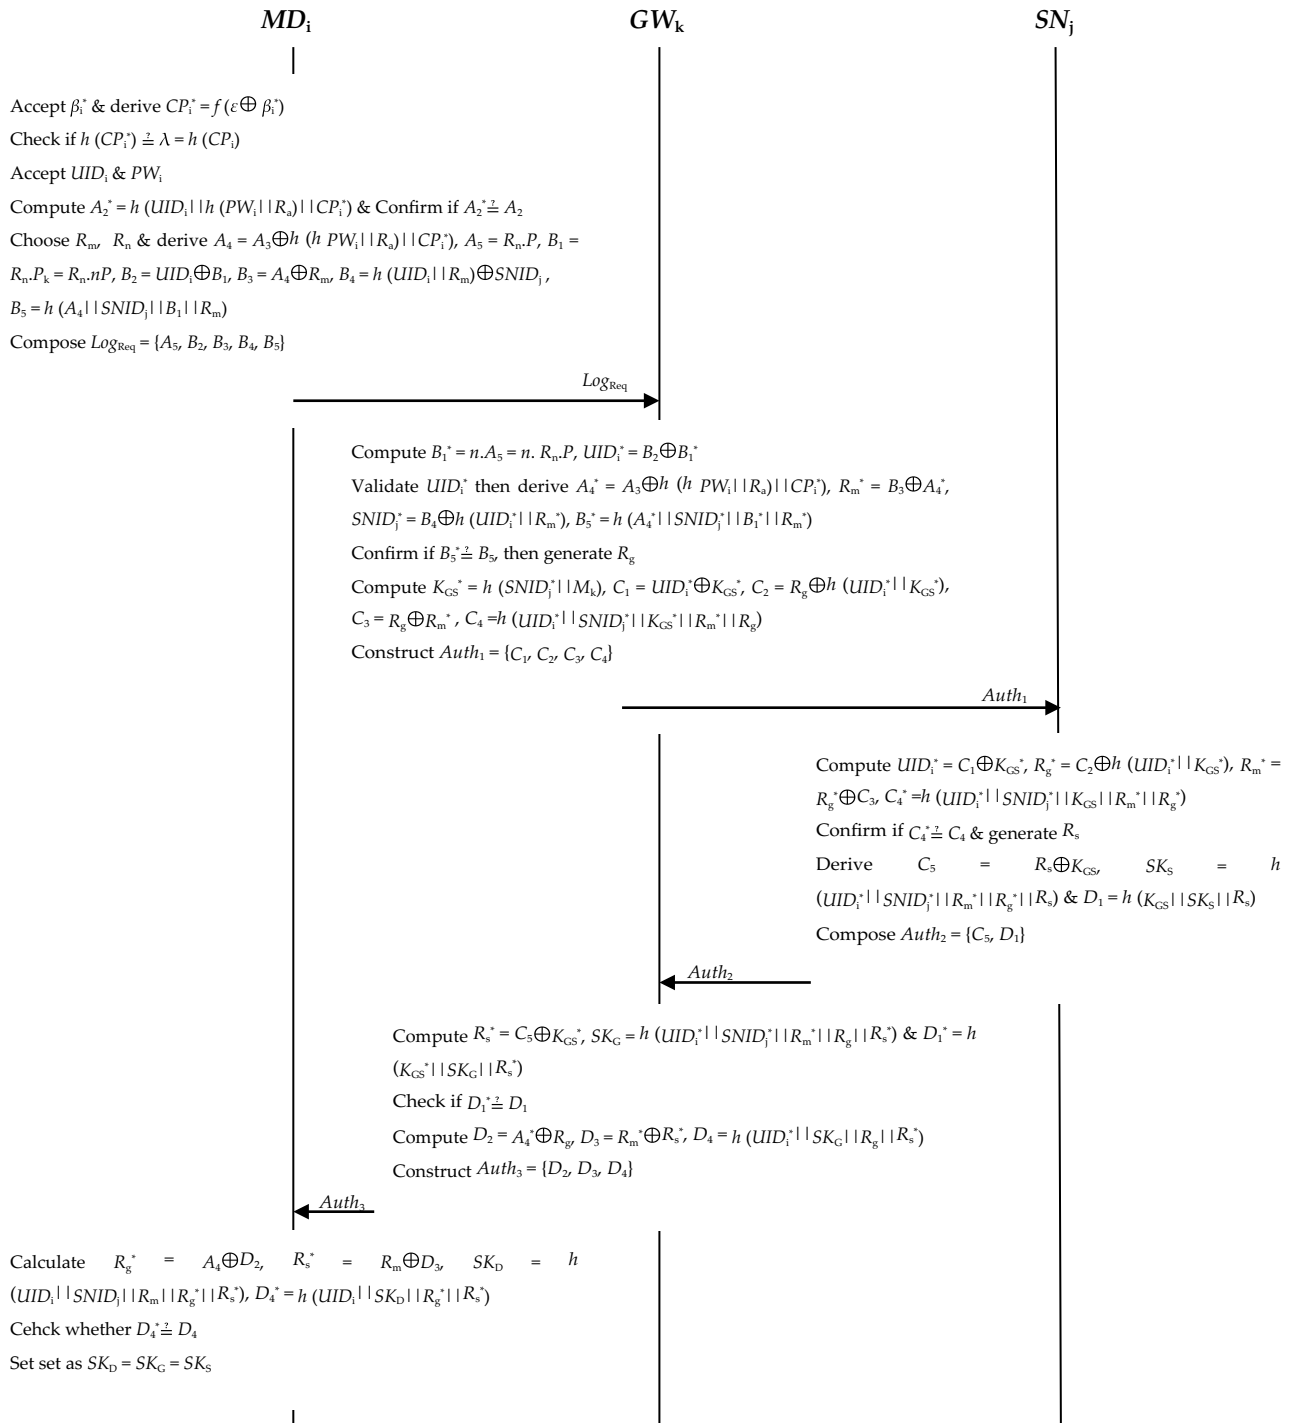 MDi GWk SNj
Accept βi* & derive CPi* = f (ε⊕ βi*)
Check if h (CPi*) ≟ λ = h (CPi)
Accept UIDi & PWi
Compute A2* = h (UIDi||h (PWi||Ra)||CPi*) & Confirm if A2* ≟ A2
Choose Rm, Rn & derive A4 = A3⊕h (h PWi||Ra)||CPi*), A5 = Rn.P, B1 =
Rn.Pk = Rn.nP, B2 = UIDi⊕B1, B3 = A4⊕Rm, B4 = h (UIDi||Rm)⊕SNIDj ,
B5 = h (A4||SNIDj||B1||Rm)
Compose LogReq = {A5, B2, B3, B4, B5}
LogReq
Compute B1* = n.A5 = n. Rn.P, UIDi* = B2⊕B1*
Validate UIDi* then derive A4* = A3⊕h (h PWi||Ra)||CPi*), Rm* = B3⊕A4*,
SNIDj* = B4⊕h (UIDi*||Rm*), B5* = h (A4*||SNIDj*||B1*||Rm*)
Confirm if B5* ≟ B5, then generate Rg
Compute KGS* = h (SNIDj*||Mk), C1 = UIDi*⊕KGS*, C2 = Rg⊕h (UIDi*||KGS*),
C3 = Rg⊕Rm* , C4 =h (UIDi*||SNIDj*||KGS*||Rm*||Rg)
Construct Auth1 = {C1, C2, C3, C4}
Auth1
Compute UIDi* = C1⊕KGS*, Rg* = C2⊕h (UIDi*||KGS*), Rm* =
Rg*⊕C3, C4* =h (UIDi*||SNIDj*||KGS||Rm*||Rg*)
Confirm if C4* ≟ C4 & generate Rs
Derive C5 = Rs⊕KGS, SKS = h
(UIDi*||SNIDj*||Rm*||Rg*||Rs) & D1 = h (KGS||SKS||Rs)
Compose Auth2 = {C5, D1}
Auth2
Compute Rs* = C5⊕KGS*, SKG = h (UIDi*||SNIDj*||Rm*||Rg||Rs*) & D1* = h
(KGS*||SKG||Rs*)
Check if D1* ≟ D1
Compute D2 = A4*⊕Rg, D3 = Rm*⊕Rs*, D4 = h (UIDi*||SKG||Rg||Rs*)
Construct Auth3 = {D2, D3, D4}
Auth3
Calculate Rg* = A4⊕D2, Rs* = Rm⊕D3, SKD = h
(UIDi||SNIDj||Rm||Rg*||Rs*), D4* = h (UIDi||SKD||Rg*||Rs*)
Cehck whether D4* ≟ D4
Set set as SKD = SKG = SKS